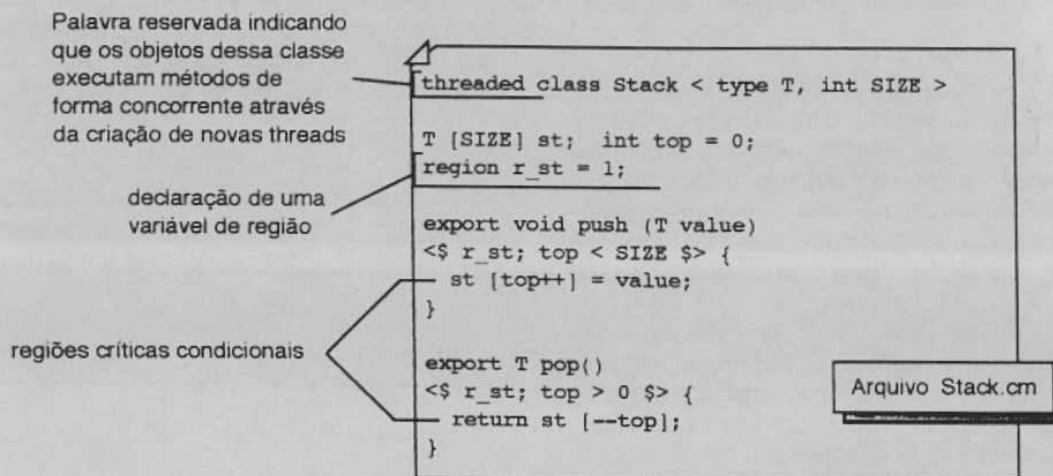 Palavra reservada indicando
que os objetos dessa classe
executam métodos de
forma concorrente através
da criação de novas threads
declaração de uma
variável de região
regiões críticas condicionais
threaded class Stack < type T, int SIZE >
T [SIZE] st;  int top = 0;
region r_st = 1;
export void push (T value)
<$ r_st; top < SIZE $> {
st [top++] = value;
}
export T pop()
<$ r_st; top > 0 $> {
return st [--top];
}
Arquivo Stack.cm